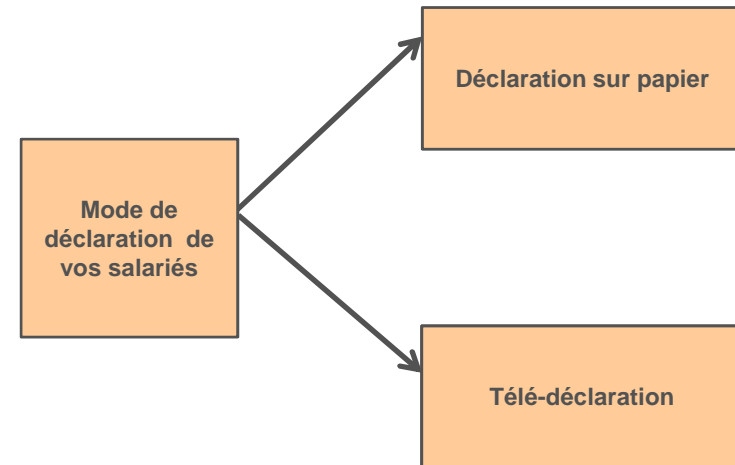 Déclaration sur papier
Mode de
déclaration de
vos salariés
Télé-déclaration